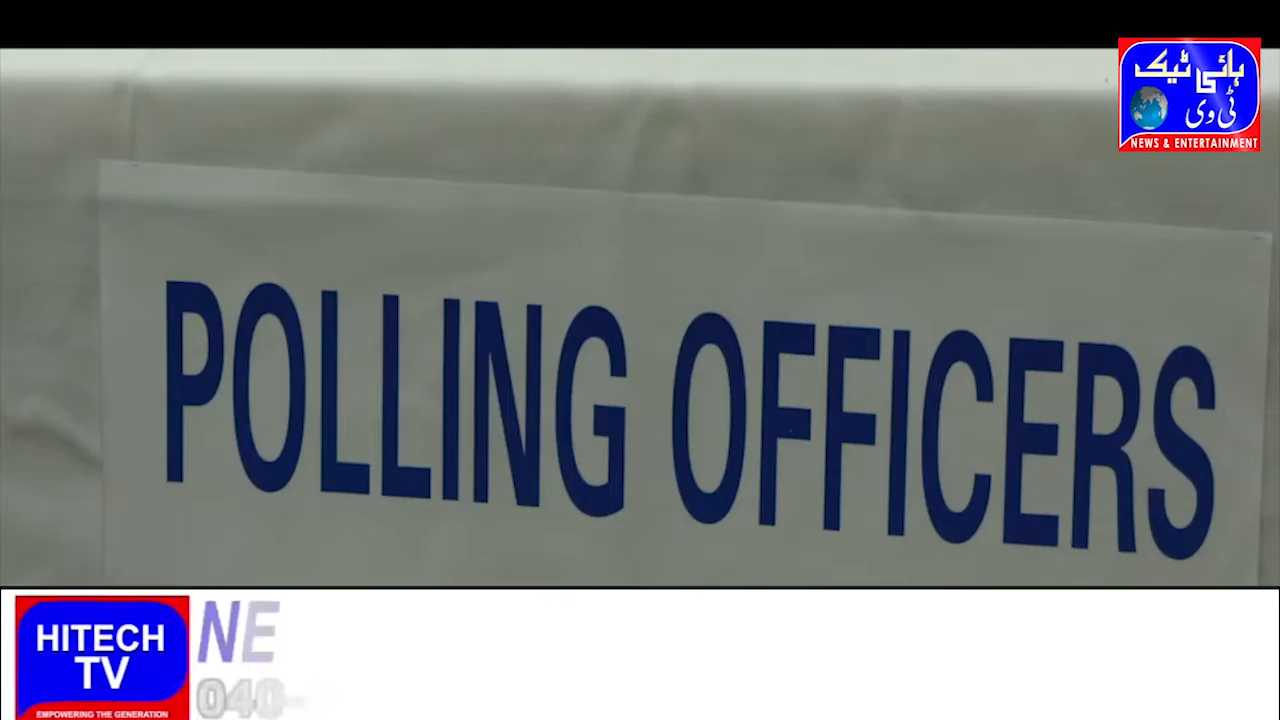 ہائی ٹیک
ٹی وی
NEWS & ENTERTAINMENT
POLLING OFFICERS
HITECH
TV
EMPOWERING THE GENERATION
NE
040-